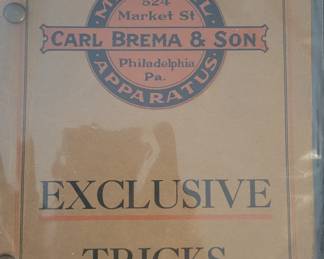 524
Market St
CARL BREMA & SON
Philadelphia
Pa.
APPARATUS
EXCLUSIVE
TRICKS